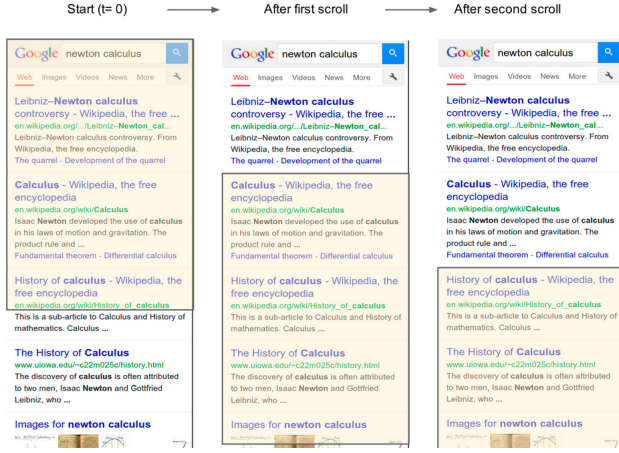 Start (t= 0)
After first scroll
After second scroll
Google newton calculus
Web Images Videos News More
Leibniz–Newton calculus
controversy - Wikipedia, the free ...
en.wikipedia.org/.../Leibniz–Newton_cal...
Leibniz–Newton calculus controversy. From
Wikipedia, the free encyclopedia.
The quarrel - Development of the quarrel
Calculus - Wikipedia, the free
encyclopedia
en.wikipedia.org/wiki/Calculus
Isaac Newton developed the use of calculus
in his laws of motion and gravitation. The
product rule and ...
Fundamental theorem - Differential calculus
History of calculus - Wikipedia, the
free encyclopedia
en.wikipedia.org/wiki/History_of_calculus
This is a sub-article to Calculus and History of
mathematics. Calculus ...
The History of Calculus
www.uiowa.edu/~c22m025c/history.html
The discovery of calculus is often attributed
to two men, Isaac Newton and Gottfried
Leibniz, who ...
Images for newton calculus
Google newton calculus
Web Images Videos News More
Leibniz–Newton calculus
controversy - Wikipedia, the free ...
en.wikipedia.org/.../Leibniz–Newton_cal...
Leibniz–Newton calculus controversy. From
Wikipedia, the free encyclopedia.
The quarrel - Development of the quarrel
Calculus - Wikipedia, the free
encyclopedia
en.wikipedia.org/wiki/Calculus
Isaac Newton developed the use of calculus
in his laws of motion and gravitation. The
product rule and ...
Fundamental theorem - Differential calculus
History of calculus - Wikipedia, the
free encyclopedia
en.wikipedia.org/wiki/History_of_calculus
This is a sub-article to Calculus and History of
mathematics. Calculus ...
The History of Calculus
www.uiowa.edu/~c22m025c/history.html
The discovery of calculus is often attributed
to two men, Isaac Newton and Gottfried
Leibniz, who ...
Images for newton calculus
Google newton calculus
Web Images Videos News More
Leibniz–Newton calculus
controversy - Wikipedia, the free ...
en.wikipedia.org/.../Leibniz–Newton_cal...
Leibniz–Newton calculus controversy. From
Wikipedia, the free encyclopedia.
The quarrel - Development of the quarrel
Calculus - Wikipedia, the free
encyclopedia
en.wikipedia.org/wiki/Calculus
Isaac Newton developed the use of calculus
in his laws of motion and gravitation. The
product rule and ...
Fundamental theorem - Differential calculus
History of calculus - Wikipedia, the
free encyclopedia
en.wikipedia.org/wiki/History_of_calculus
This is a sub-article to Calculus and History of
mathematics. Calculus ...
The History of Calculus
www.uiowa.edu/~c22m025c/history.html
The discovery of calculus is often attributed
to two men, Isaac Newton and Gottfried
Leibniz, who ...
Images for newton calculus